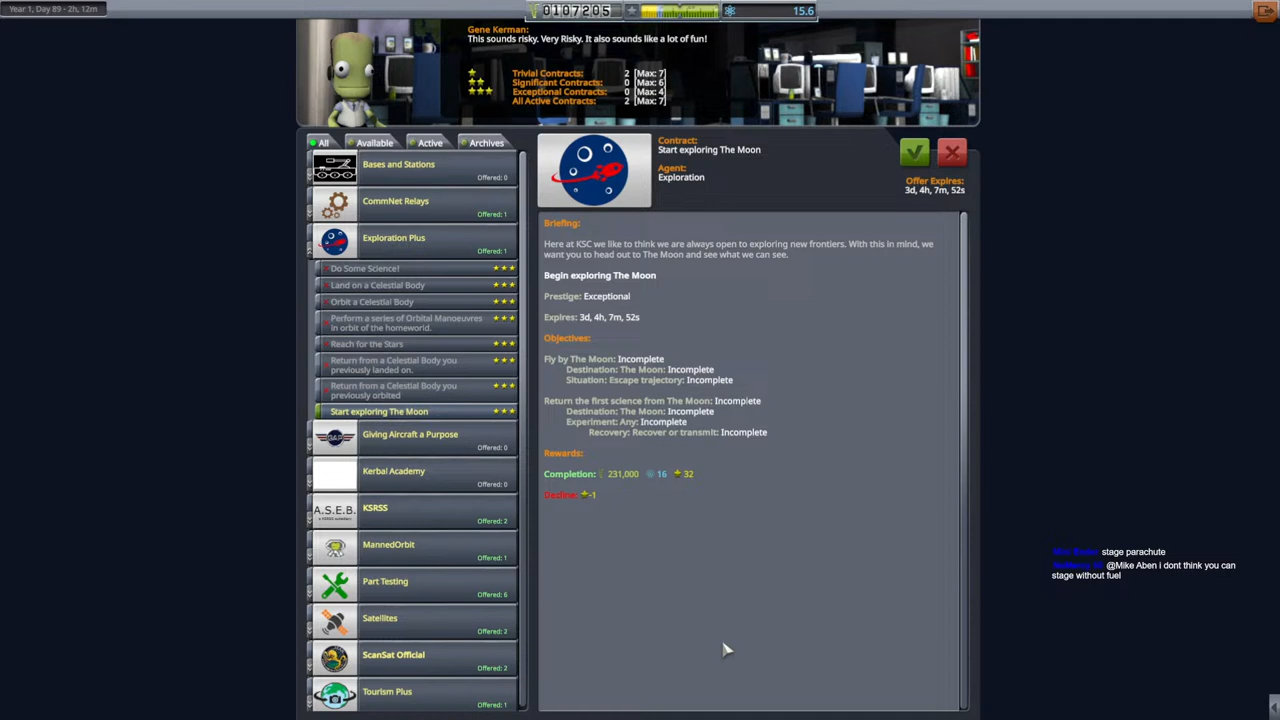 Year 1, Day 89 - 2h, 12m
0107205
15.6
Gene Kerman:
This sounds risky. Very Risky. It also sounds like a lot of fun!
Trivial Contracts: 2 [Max: 7]
Significant Contracts: 0 [Max: 6]
Exceptional Contracts: 0 [Max: 4]
All Active Contracts: 2 [Max: 7]
All
Available
Active
Archives
Bases and Stations
Offered: 0
CommNet Relays
Offered: 1
Exploration Plus
Offered: 1
Do Some Science!
Land on a Celestial Body
Orbit a Celestial Body
Perform a series of Orbital Manoeuvres
in orbit of the homeworld.
Reach for the Stars
Return from a Celestial Body you
previously landed on.
Return from a Celestial Body you
previously orbited
Start exploring The Moon
Giving Aircraft a Purpose
Offered: 0
Kerbal Academy
Offered: 0
A.S.E.B.
KSRSS
Offered: 2
MannedOrbit
Offered: 1
Part Testing
Offered: 6
Satellites
Offered: 2
ScanSat Official
Offered: 2
Tourism Plus
Offered: 1
Contract:
Start exploring The Moon
Agent:
Exploration
Offer Expires:
3d, 4h, 7m, 52s
Briefing:
Here at KSC we like to think we are always open to exploring new frontiers. With this in mind, we
want you to head out to The Moon and see what we can see.
Begin exploring The Moon
Prestige: Exceptional
Expires: 3d, 4h, 7m, 52s
Objectives:
Fly by The Moon: Incomplete
Destination: The Moon: Incomplete
Situation: Escape trajectory: Incomplete
Return the first science from The Moon: Incomplete
Destination: The Moon: Incomplete
Experiment: Any: Incomplete
Recovery: Recover or transmit: Incomplete
Rewards:
Completion: 231,000 16 32
Decline: -1
stage parachute
@Mike Aben i dont think you can
stage without fuel